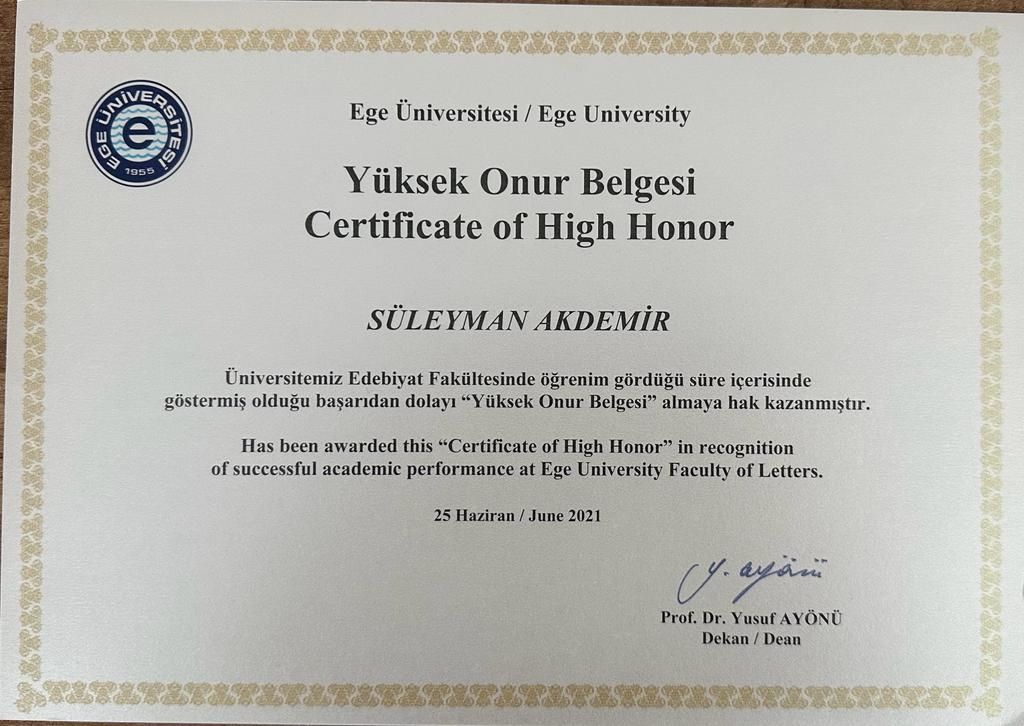 EGE ÜNİVERSİTESİ
e
1955
Ege Üniversitesi / Ege University
Yüksek Onur Belgesi
Certificate of High Honor
SÜLEYMAN AKDEMİR
Üniversitemiz Edebiyat Fakültesinde öğrenim gördüğü süre içerisinde
göstermiş olduğu başarıdan dolayı “Yüksek Onur Belgesi” almaya hak kazanmıştır.
Has been awarded this “Certificate of High Honor” in recognition
of successful academic performance at Ege University Faculty of Letters.
25 Haziran / June 2021
Y. Ayönü
Prof. Dr. Yusuf AYÖNÜ
Dekan / Dean